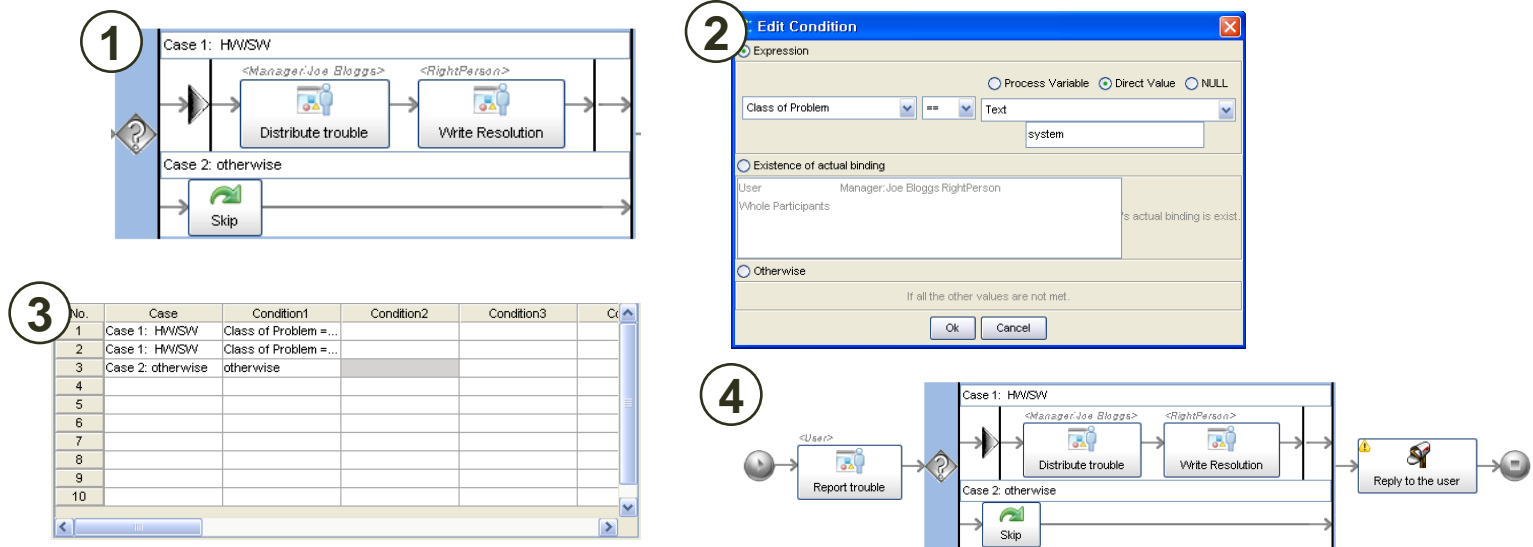 1
Case 1: HW/SW
<Manager:Joe Bloggs> <RightPerson>
Distribute trouble Write Resolution
Case 2: otherwise
Skip
2
Edit Condition
Expression
Process Variable Direct Value NULL
Class of Problem == Text
system
Existence of actual binding
User Manager:Joe Bloggs RightPerson
Whole Participants
's actual binding is exist.
Otherwise
If all the other values are not met.
Ok Cancel
3
No. Case Condition1 Condition2 Condition3
1 Case 1: HW/SW Class of Problem =...
2 Case 1: HW/SW Class of Problem =...
3 Case 2: otherwise otherwise
4
5
6
7
8
9
10
4
Case 1: HW/SW
<Manager:Joe Bloggs> <RightPerson>
<User>
Distribute trouble Write Resolution
Report trouble
Reply to the user
Case 2: otherwise
Skip